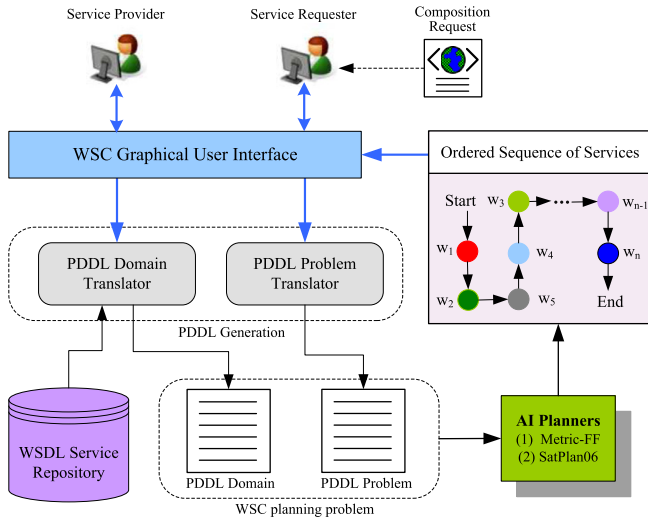 Service Provider
Service Requester
Composition
Request
WSC Graphical User Interface
Ordered Sequence of Services
Start
w1
w2
w3
w4
w5
wn-1
wn
End
PDDL Domain
Translator
PDDL Problem
Translator
PDDL Generation
WSDL Service
Repository
PDDL Domain
PDDL Problem
WSC planning problem
AI Planners
(1) Metric-FF
(2) SatPlan06